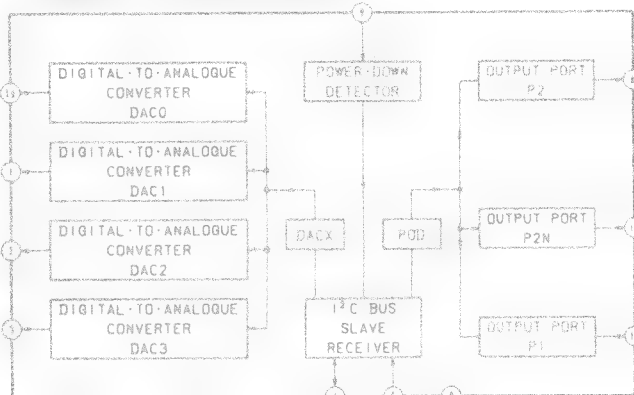 DIGITAL-TO-ANALOGUE
CONVERTER
DAC0
DIGITAL-TO-ANALOGUE
CONVERTER
DAC1
DIGITAL-TO-ANALOGUE
CONVERTER
DAC2
DIGITAL-TO-ANALOGUE
CONVERTER
DAC3
POWER-DOWN
DETECTOR
DACX
POD
I²C BUS
SLAVE
RECEIVER
OUTPUT PORT
P2
OUTPUT PORT
P2N
OUTPUT PORT
P1